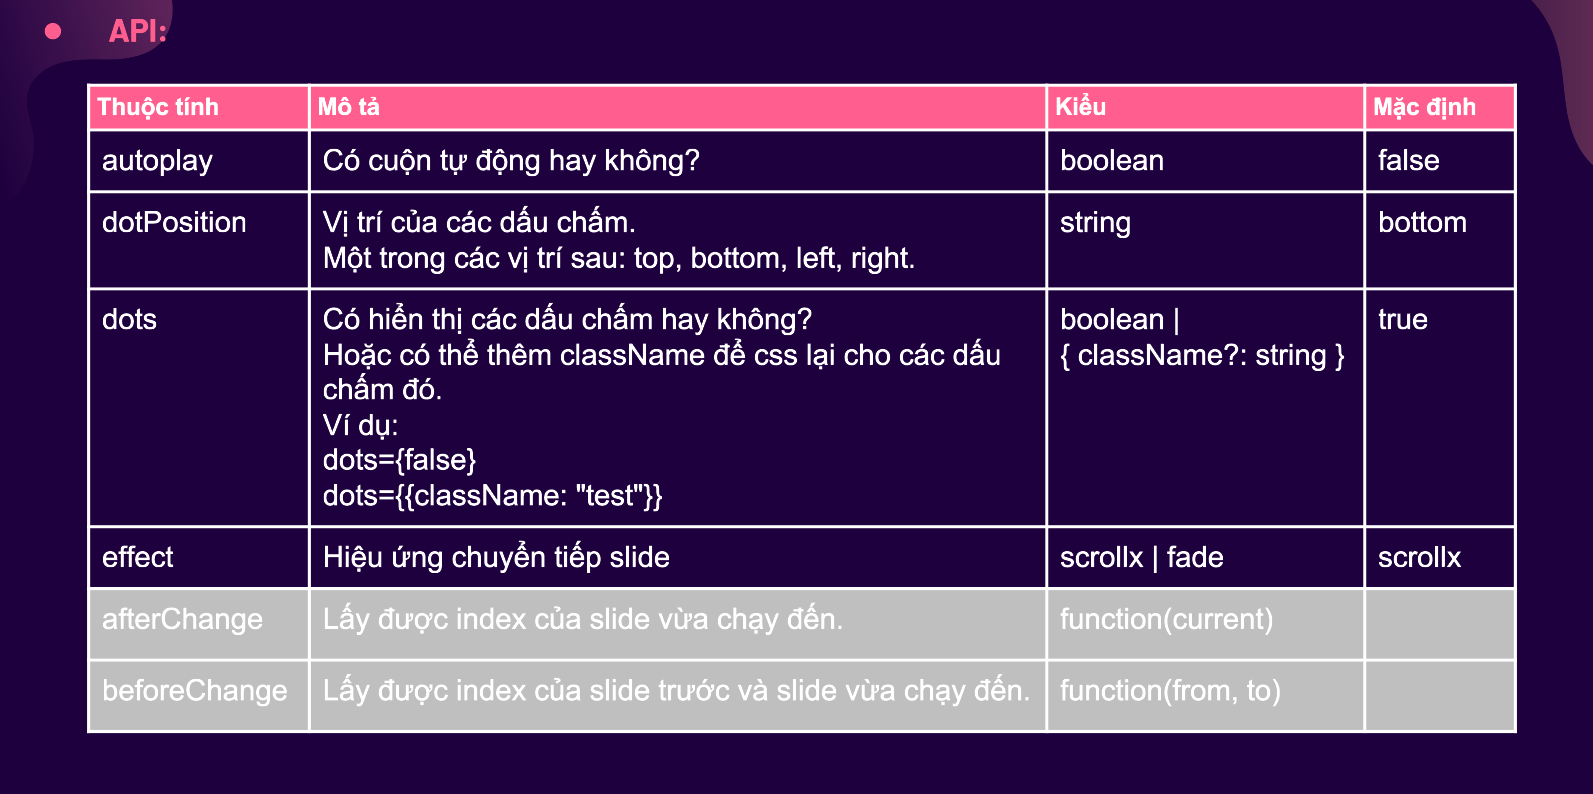 API:
Thuộc tính Mô tả Kiểu Mặc định
autoplay Có cuộn tự động hay không? boolean false
dotPosition Vị trí của các dấu chấm. string bottom
Một trong các vị trí sau: top, bottom, left, right.
dots Có hiển thị các dấu chấm hay không? boolean | true
Hoặc có thể thêm className để css lại cho các dấu { className?: string }
chấm đó.
Ví dụ:
dots={false}
dots={{className: "test"}}
effect Hiệu ứng chuyển tiếp slide scrollx | fade scrollx
afterChange Lấy được index của slide vừa chạy đến. function(current)
beforeChange Lấy được index của slide trước và slide vừa chạy đến. function(from, to)